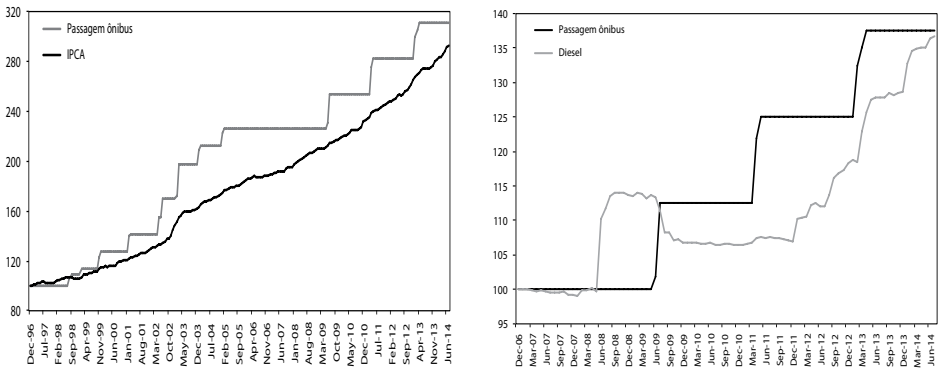 320
280
240
200
160
120
80
Passagem ônibus
IPCA
Dec-96
Jul-97
Feb-98
Sep-98
Apr-99
Nov-99
Jun-00
Jan-01
Aug-01
Mar-02
Oct-02
May-03
Dec-03
Jul-04
Feb-05
Sep-05
Apr-06
Nov-06
Jun-07
Jan-08
Aug-08
Mar-09
Oct-09
May-10
Dec-10
Jul-11
Feb-12
Sep-12
Apr-13
Nov-13
Jun-14
140
135
130
125
120
115
110
105
100
95
Passagem ônibus
Diesel
Dec-06
Mar-07
Jun-07
Sep-07
Dec-07
Mar-08
Jun-08
Sep-08
Dec-08
Mar-09
Jun-09
Sep-09
Dec-09
Mar-10
Jun-10
Sep-10
Dec-10
Mar-11
Jun-11
Sep-11
Dec-11
Mar-12
Jun-12
Sep-12
Dec-12
Mar-13
Jun-13
Sep-13
Dec-13
Mar-14
Jun-14